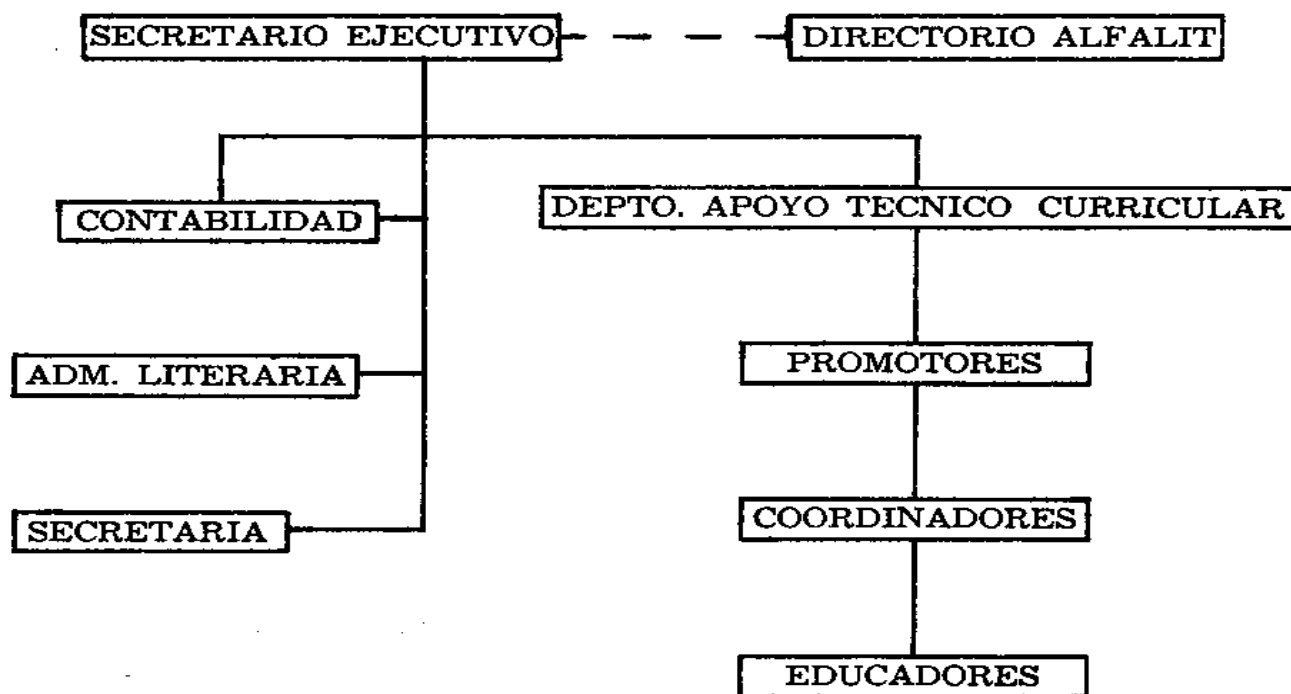 SECRETARIO EJECUTIVO
DIRECTORIO ALFALIT
CONTABILIDAD
DEPTO. APOYO TECNICO CURRICULAR
ADM. LITERARIA
PROMOTORES
SECRETARIA
COORDINADORES
EDUCADORES